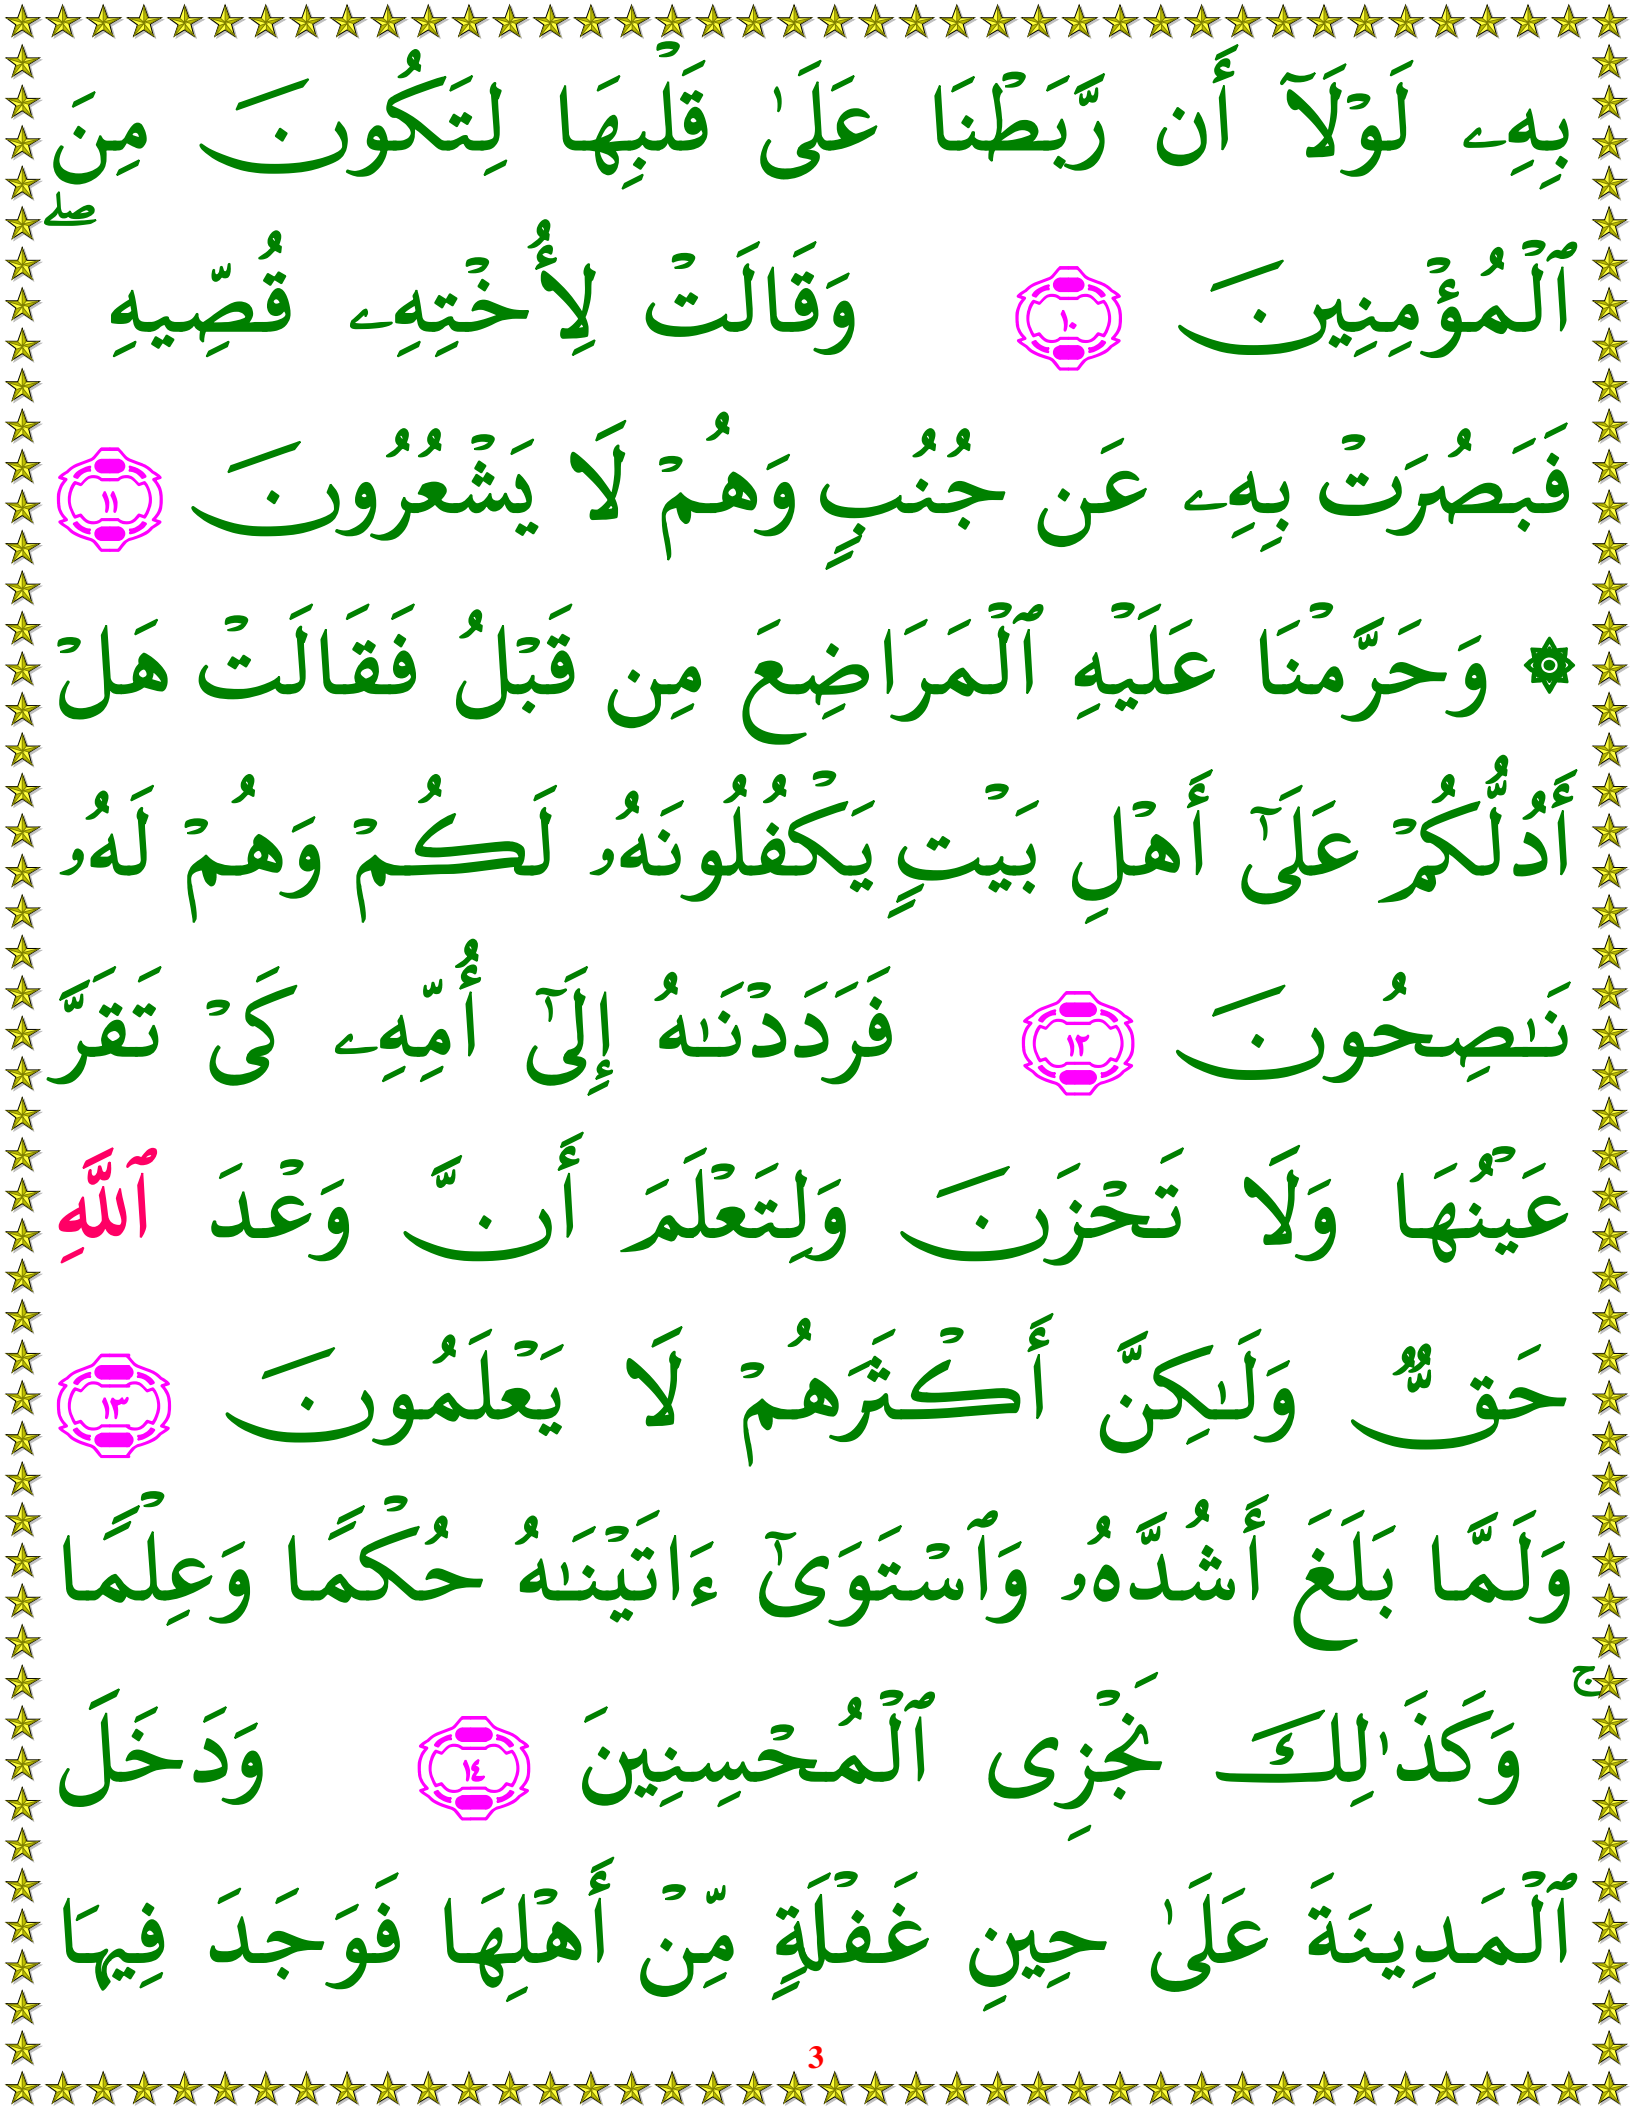 بِهِۦ لَوْلَآ أَن رَّبَطْنَا عَلَىٰ قَلْبِهَا لِتَكُونَ مِنَ
ٱلْمُؤْمِنِينَ ١٠ وَقَالَتْ لِأُخْتِهِۦ قُصِّيهِ ۖ
فَبَصُرَتْ بِهِۦ عَن جُنُبٍ وَهُمْ لَا يَشْعُرُونَ ١١
۞ وَحَرَّمْنَا عَلَيْهِ ٱلْمَرَاضِعَ مِن قَبْلُ فَقَالَتْ هَلْ
أَدُلُّكُمْ عَلَىٰٓ أَهْلِ بَيْتٍ يَكْفُلُونَهُۥ لَكُمْ وَهُمْ لَهُۥ
نَـٰصِحُونَ ١٢ فَرَدَدْنَـٰهُ إِلَىٰٓ أُمِّهِۦ كَىْ تَقَرَّ
عَيْنُهَا وَلَا تَحْزَنَ وَلِتَعْلَمَ أَنَّ وَعْدَ ٱللَّهِ
حَقٌّ وَلَـٰكِنَّ أَكْثَرَهُمْ لَا يَعْلَمُونَ ١٣
وَلَمَّا بَلَغَ أَشُدَّهُۥ وَٱسْتَوَىٰٓ ءَاتَيْنَـٰهُ حُكْمًا وَعِلْمًا
ۚ وَكَذَٰلِكَ نَجْزِى ٱلْمُحْسِنِينَ ١٤ وَدَخَلَ
ٱلْمَدِينَةَ عَلَىٰ حِينِ غَفْلَةٍ مِّنْ أَهْلِهَا فَوَجَدَ فِيهَا
3